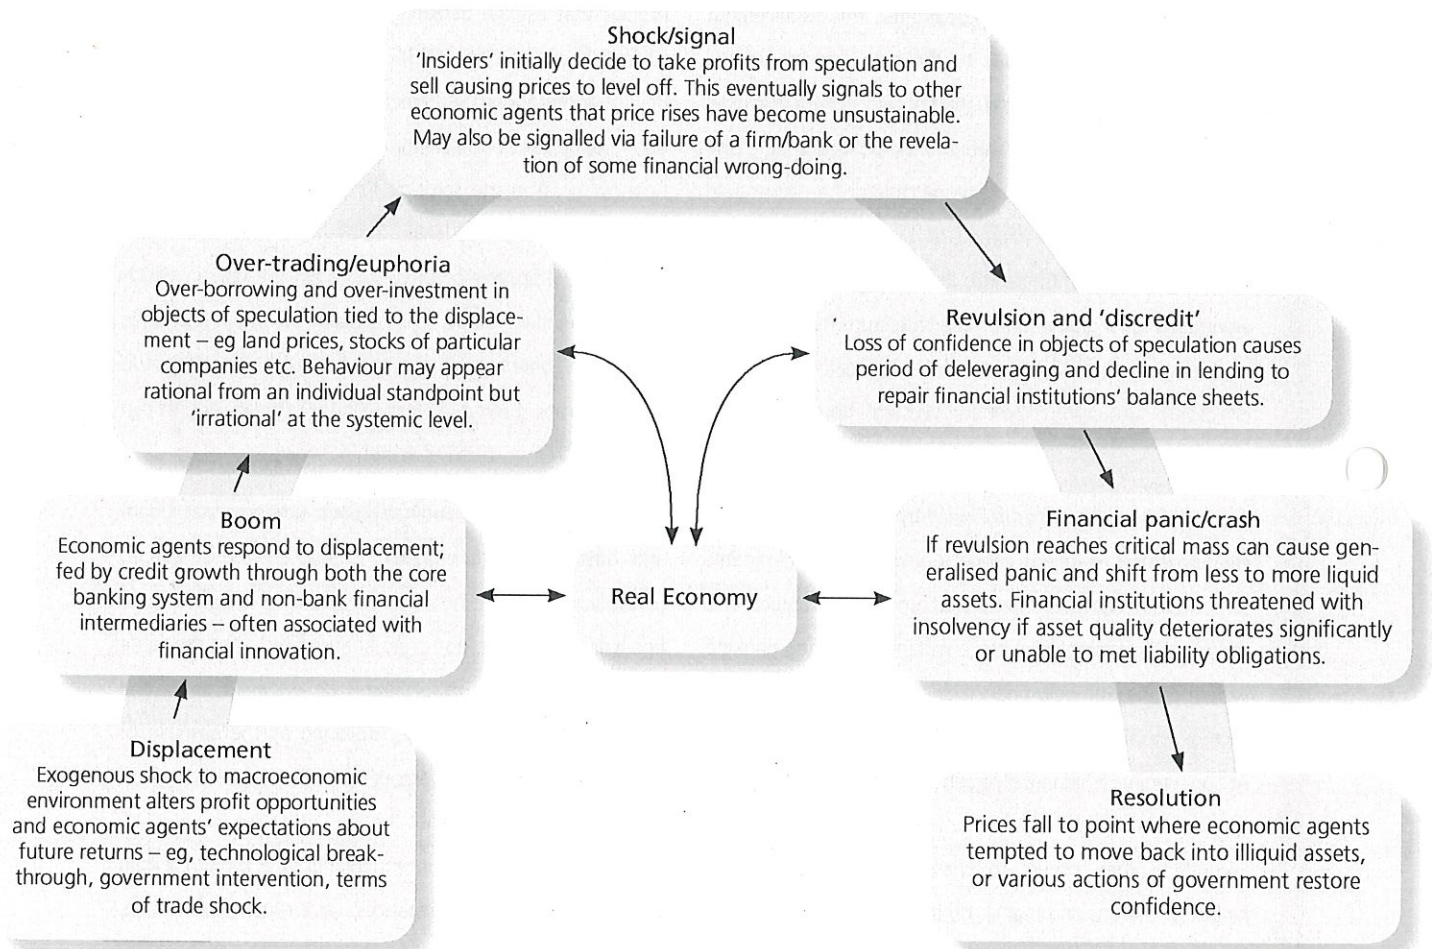 Shock/signal
'Insiders' initially decide to take profits from speculation and
sell causing prices to level off. This eventually signals to other
economic agents that price rises have become unsustainable.
May also be signalled via failure of a firm/bank or the revela-
tion of some financial wrong-doing.
Over-trading/euphoria
Over-borrowing and over-investment in
objects of speculation tied to the displace-
ment – eg land prices, stocks of particular
companies etc. Behaviour may appear
rational from an individual standpoint but
'irrational' at the systemic level.
Revulsion and 'discredit'
Loss of confidence in objects of speculation causes
period of deleveraging and decline in lending to
repair financial institutions' balance sheets.
Boom
Economic agents respond to displacement;
fed by credit growth through both the core
banking system and non-bank financial
intermediaries – often associated with
financial innovation.
Real Economy
Financial panic/crash
If revulsion reaches critical mass can cause gen-
eralised panic and shift from less to more liquid
assets. Financial institutions threatened with
insolvency if asset quality deteriorates significantly
or unable to met liability obligations.
Displacement
Exogenous shock to macroeconomic
environment alters profit opportunities
and economic agents' expectations about
future returns – eg, technological break-
through, government intervention, terms
of trade shock.
Resolution
Prices fall to point where economic agents
tempted to move back into illiquid assets,
or various actions of government restore
confidence.